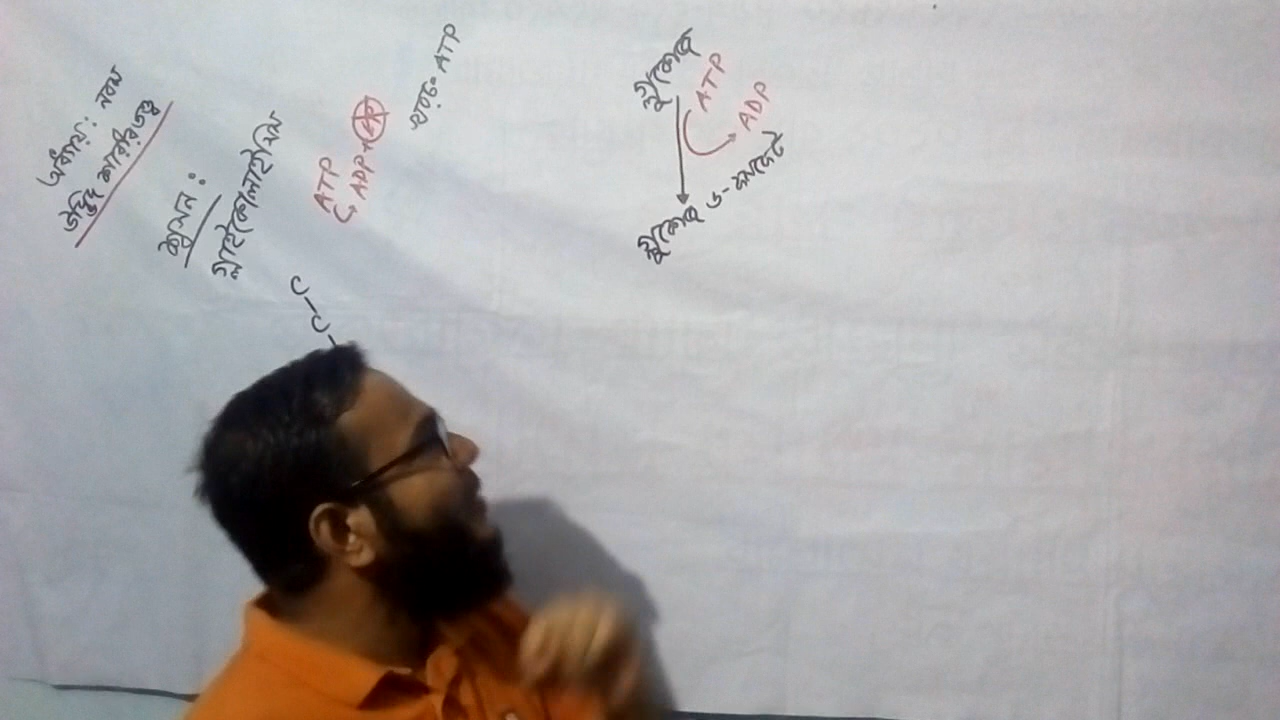 অধ্যায়: নবম
উদ্ভিদ শারীরতত্ত্ব
শ্বসন:
গ্লাইকোলাইসিস
ATP
ADP+
খরচঃ ATP
C-C-
গ্লুকোজ
ATP
ADP
গ্লুকোজ ৬-ফসফেট